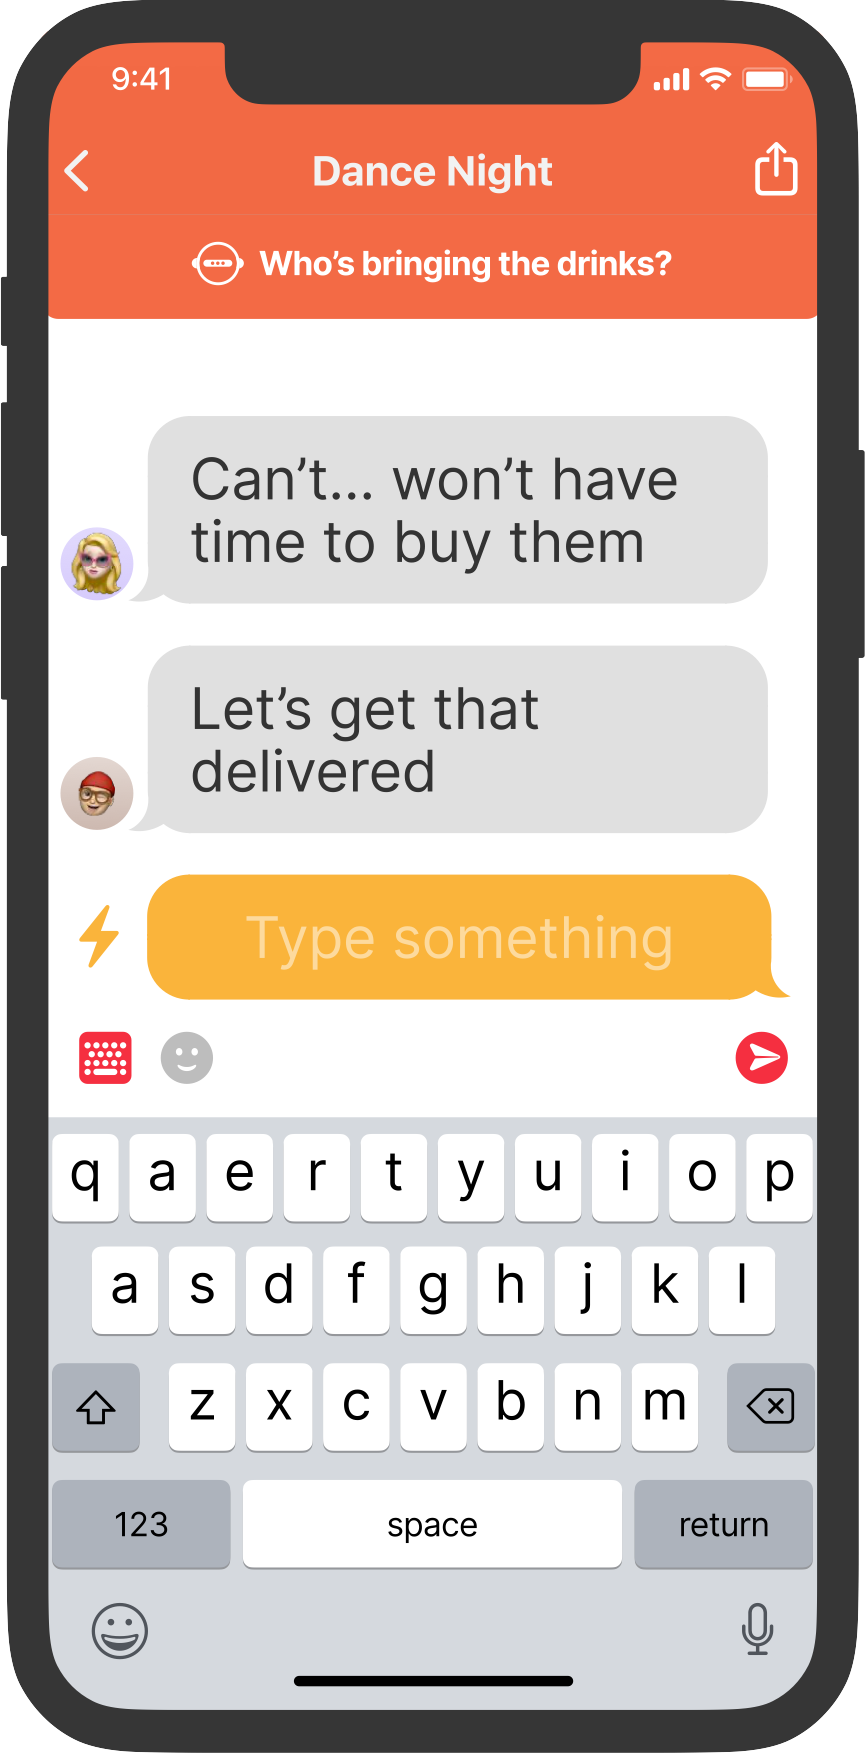 9:41
Dance Night
Who’s bringing the drinks?
Can’t... won’t have
time to buy them
Let’s get that
delivered
Type something
q a e r t y u i o p
a s d f g h j k l
z x c v b n m
123 space return